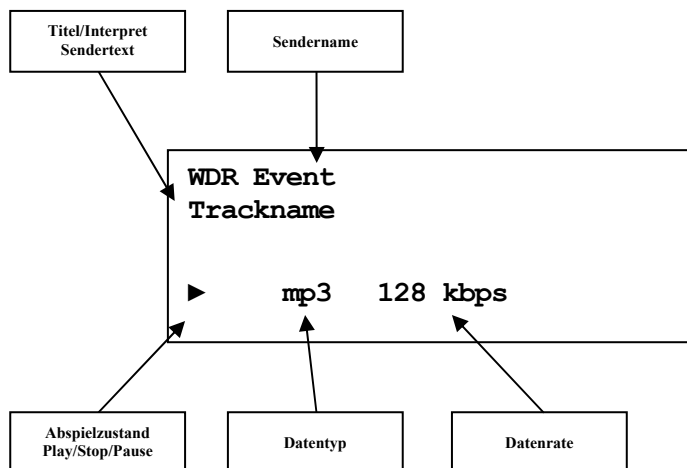 Titel/Interpret
Sendertext
Sendername
WDR Event
Trackname
► mp3 128 kbps
Abspielzustand
Play/Stop/Pause
Datentyp
Datenrate